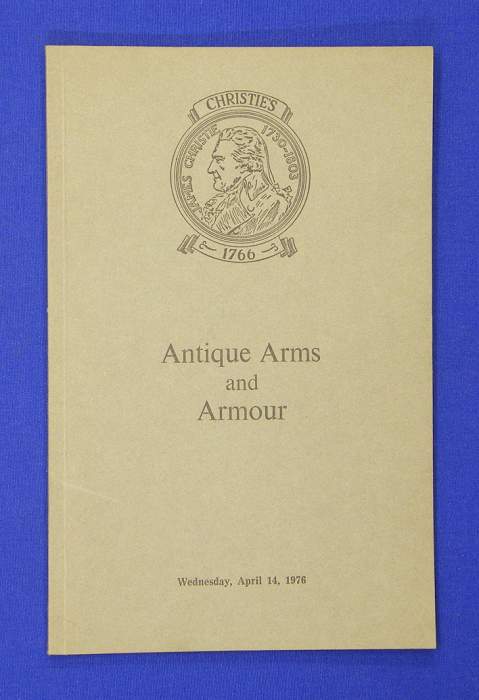 CHRISTIE'S
JAMES CHRISTIE 1730-1803
1766
Antique Arms
and
Armour
Wednesday, April 14, 1976